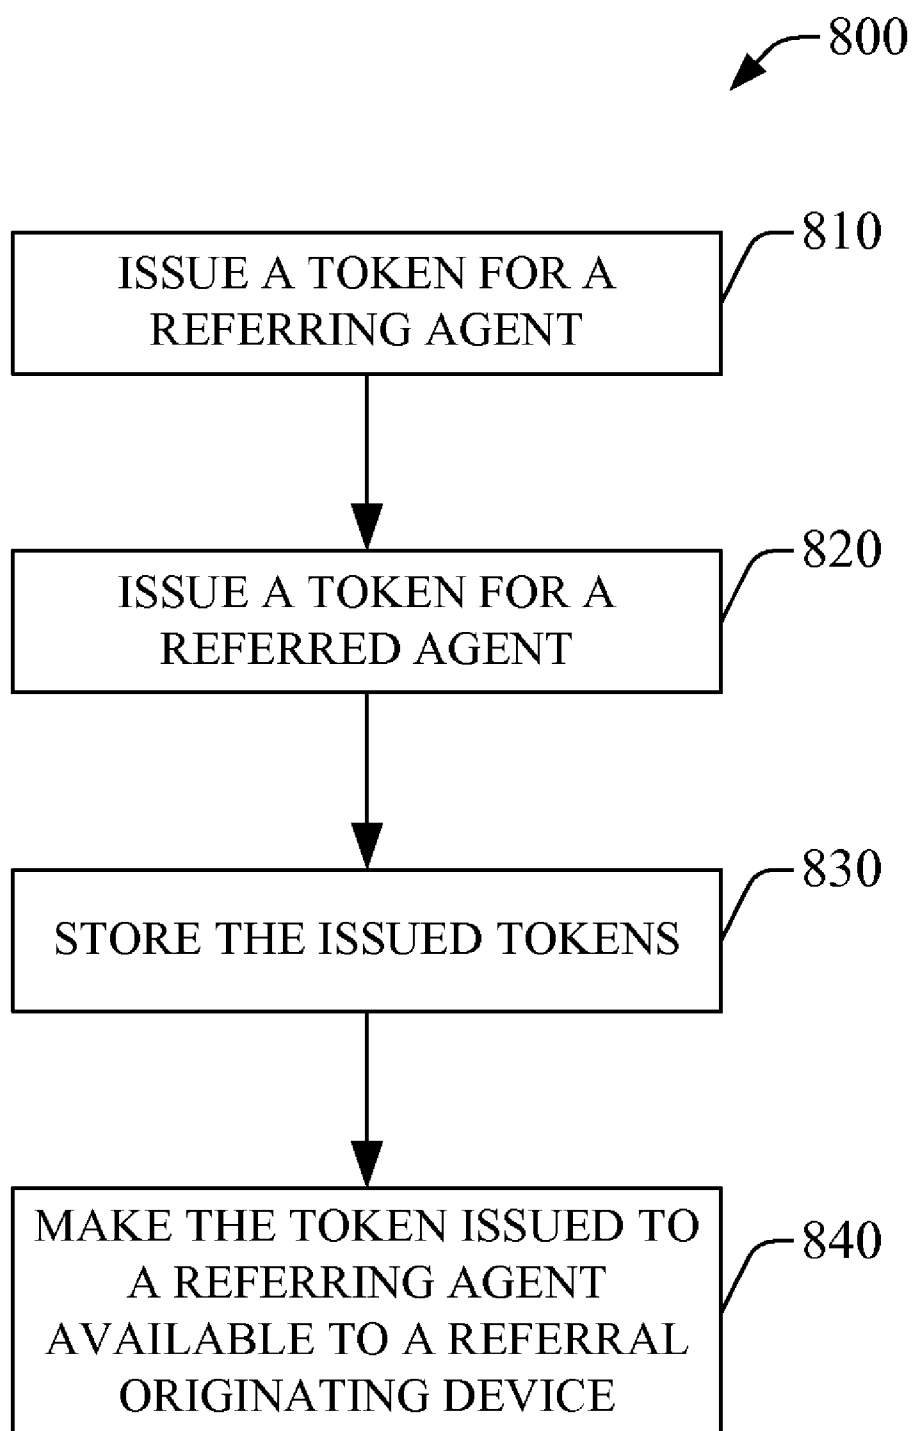 800
810
ISSUE A TOKEN FOR A
REFERRING AGENT
820
ISSUE A TOKEN FOR A
REFERRED AGENT
830
STORE THE ISSUED TOKENS
840
MAKE THE TOKEN ISSUED TO
A REFERRING AGENT
AVAILABLE TO A REFERRAL
ORIGINATING DEVICE